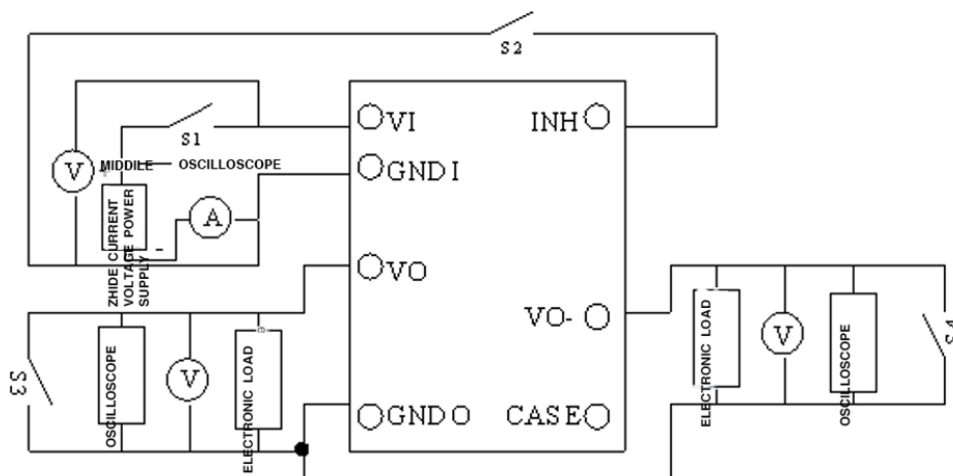 S2
S1
VI
INH
V
+
MIDDILE
OSCILLOSCOPE
GNDI
A
-
ZHIDE CURRENT
VOLTAGE POWER
SUPPLY
VO
VO-
S3
OSCILLOSCOPE
V
ELECTRONIC LOAD
GNDO
CASE
ELECTRONIC LOAD
V
OSCILLOSCOPE
S4